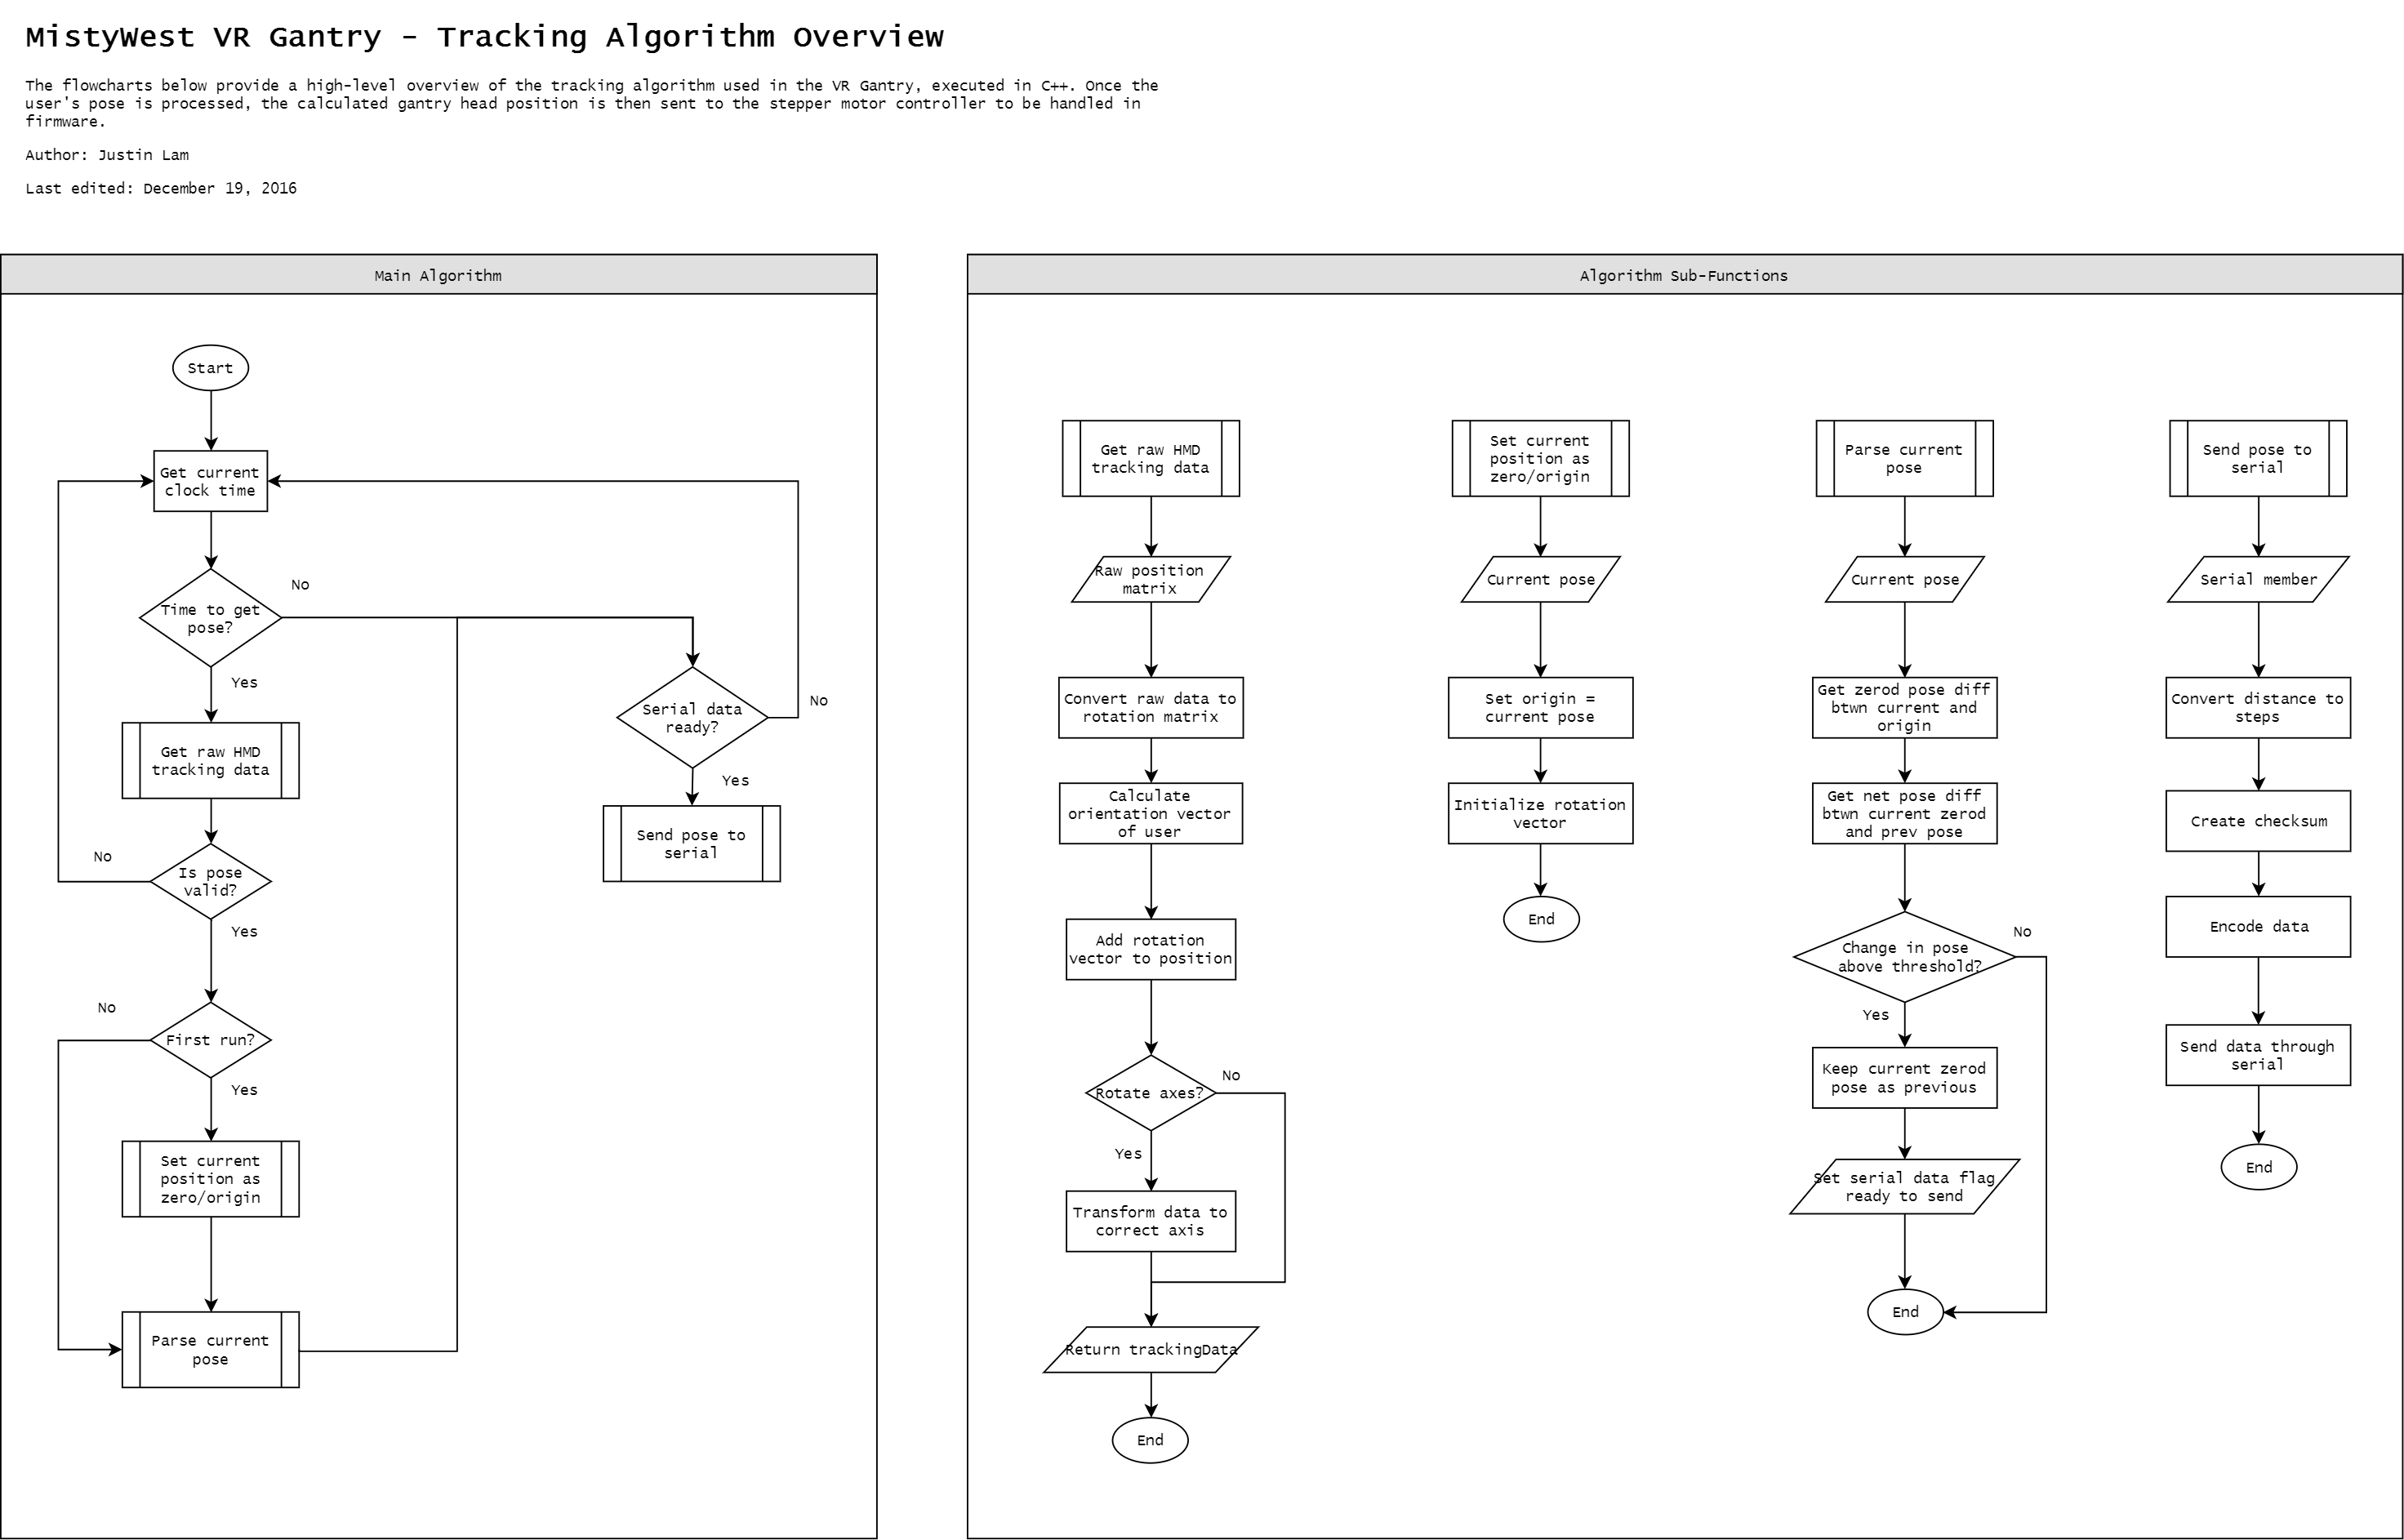 MistyWest VR Gantry - Tracking Algorithm Overview
The flowcharts below provide a high-level overview of the tracking algorithm used in the VR Gantry, executed in C++. Once the
user's pose is processed, the calculated gantry head position is then sent to the stepper motor controller to be handled in
firmware.
Author: Justin Lam
Last edited: December 19, 2016
Main Algorithm
Start
Get current
clock time
Time to get
pose?
No
Yes
Get raw HMD
tracking data
Is pose
valid?
No
Yes
First run?
No
Yes
Set current
position as
zero/origin
Parse current
pose
Serial data
ready?
No
Yes
Send pose to
serial
Algorithm Sub-Functions
Get raw HMD
tracking data
Raw position
matrix
Convert raw data to
rotation matrix
Calculate
orientation vector
of user
Add rotation
vector to position
Rotate axes?
No
Yes
Transform data to
correct axis
Return trackingData
End
Set current
position as
zero/origin
Current pose
Set origin =
current pose
Initialize rotation
vector
End
Parse current
pose
Current pose
Get zerod pose diff
btwn current and
origin
Get net pose diff
btwn current zerod
and prev pose
Change in pose
above threshold?
No
Yes
Keep current zerod
pose as previous
Set serial data flag
ready to send
End
Send pose to
serial
Serial member
Convert distance to
steps
Create checksum
Encode data
Send data through
serial
End